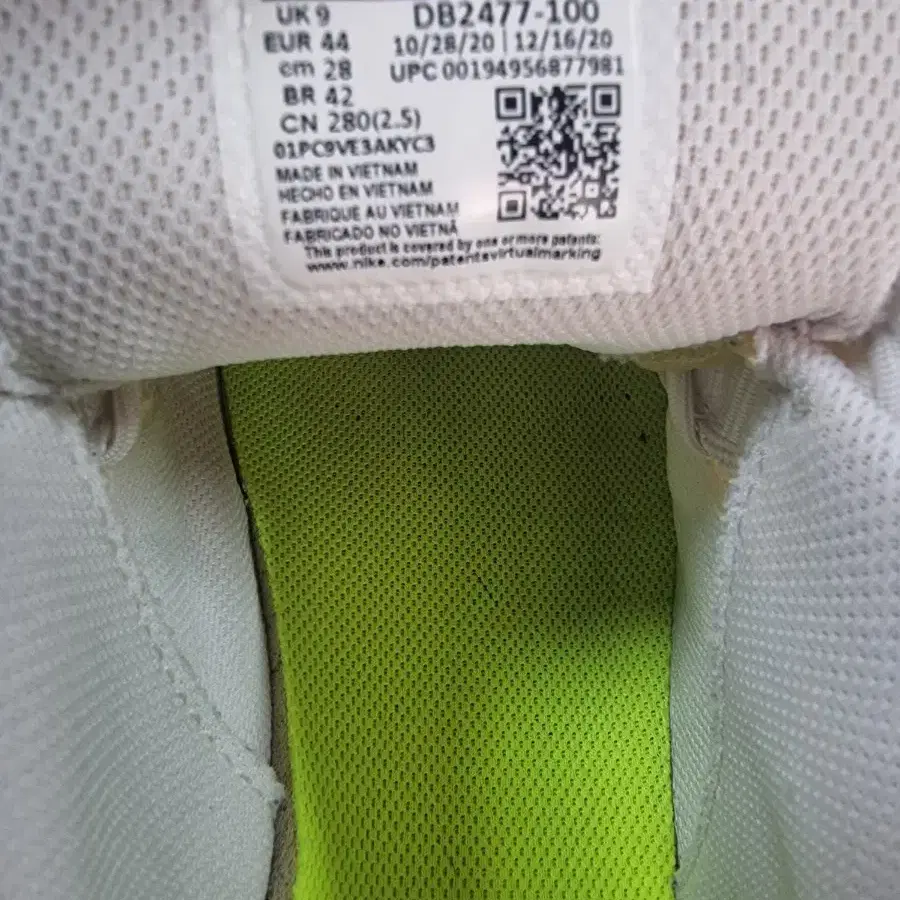 UK 9
DB2477-100
EUR 44
10/28/20 | 12/16/20
cm 28
UPC 00194956877981
BR 42
CN 280(2.5)
01PC9VE3AKYC3
MADE IN VIETNAM
HECHO EN VIETNAM
FABRIQUE AU VIETNAM
FABRICADO NO VIETNÃ
This product is covered by one or more patents:
www.nike.com/patentsvirtualmarking